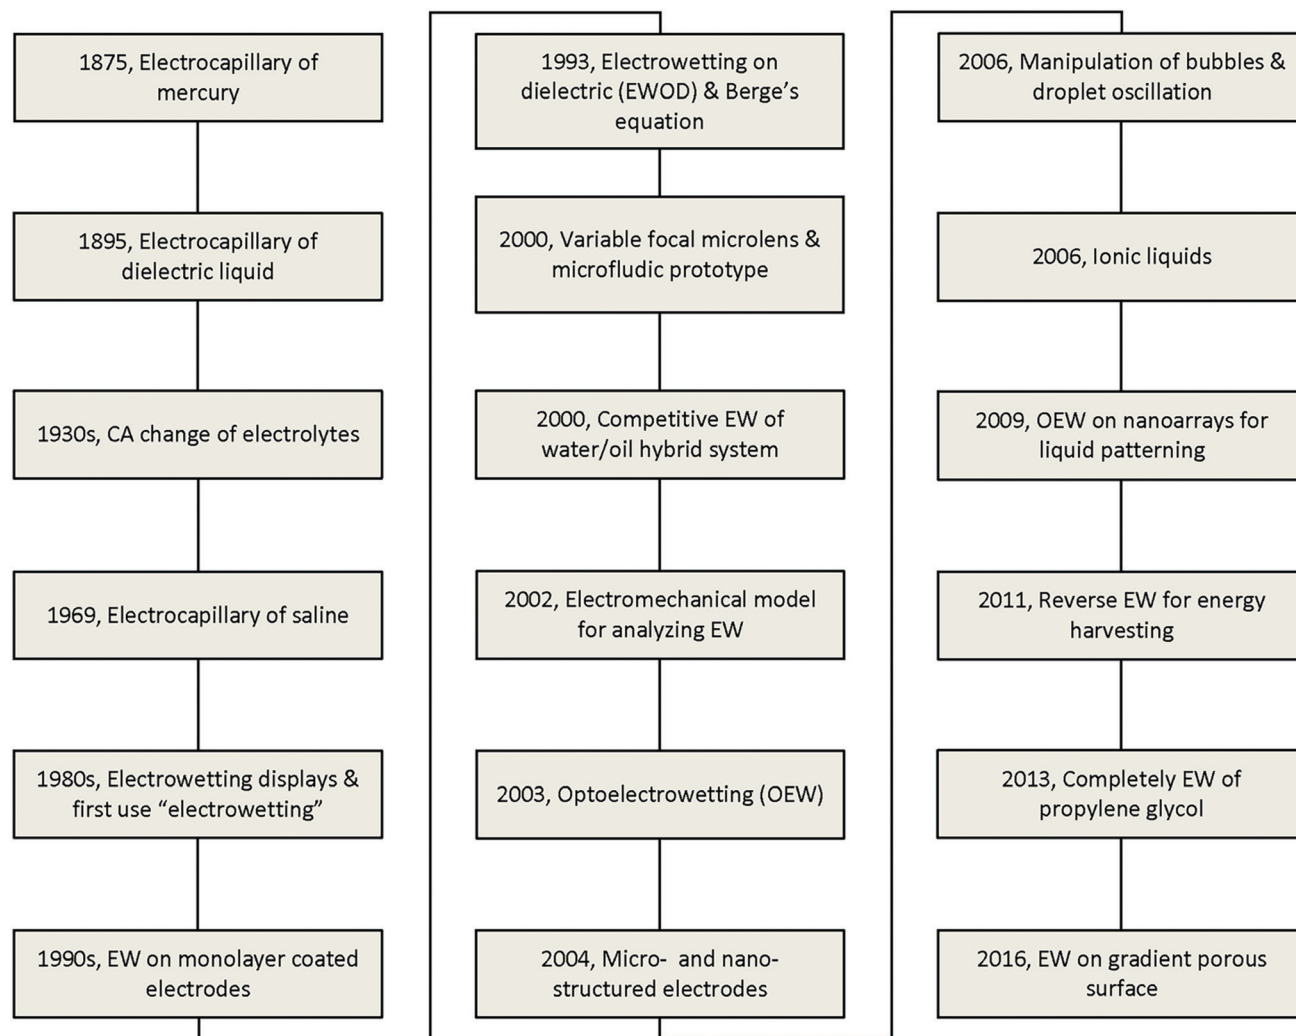 1875, Electrocapillary of
mercury
1895, Electrocapillary of
dielectric liquid
1930s, CA change of electrolytes
1969, Electrocapillary of saline
1980s, Electrowetting displays &
first use “electrowetting”
1990s, EW on monolayer coated
electrodes
1993, Electrowetting on
dielectric (EWOD) & Berge’s
equation
2000, Variable focal microlens &
microfludic prototype
2000, Competitive EW of
water/oil hybrid system
2002, Electromechanical model
for analyzing EW
2003, Optoelectrowetting (OEW)
2004, Micro- and nano-
structured electrodes
2006, Manipulation of bubbles &
droplet oscillation
2006, Ionic liquids
2009, OEW on nanoarrays for
liquid patterning
2011, Reverse EW for energy
harvesting
2013, Completely EW of
propylene glycol
2016, EW on gradient porous
surface